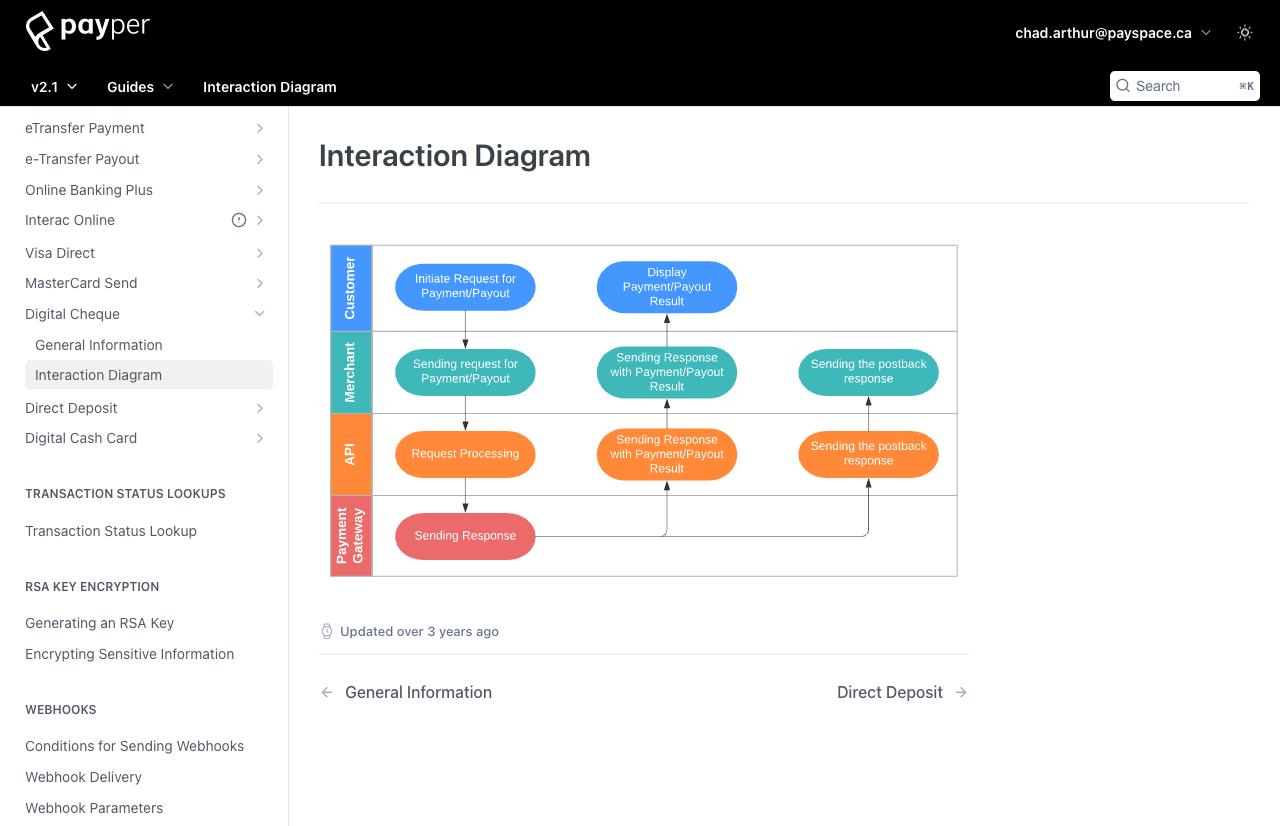 payper
chad.arthur@payspace.ca
v2.1
Guides
Interaction Diagram
Search
⌘K
eTransfer Payment
e-Transfer Payout
Online Banking Plus
Interac Online
Visa Direct
MasterCard Send
Digital Cheque
General Information
Interaction Diagram
Direct Deposit
Digital Cash Card
TRANSACTION STATUS LOOKUPS
Transaction Status Lookup
RSA KEY ENCRYPTION
Generating an RSA Key
Encrypting Sensitive Information
WEBHOOKS
Conditions for Sending Webhooks
Webhook Delivery
Webhook Parameters
Interaction Diagram
Customer
Initiate Request for
Payment/Payout
Display
Payment/Payout
Result
Merchant
Sending request for
Payment/Payout
Sending Response
with Payment/Payout
Result
Sending the postback
response
API
Request Processing
Sending Response
with Payment/Payout
Result
Sending the postback
response
Payment
Gateway
Sending Response
Updated over 3 years ago
General Information
Direct Deposit